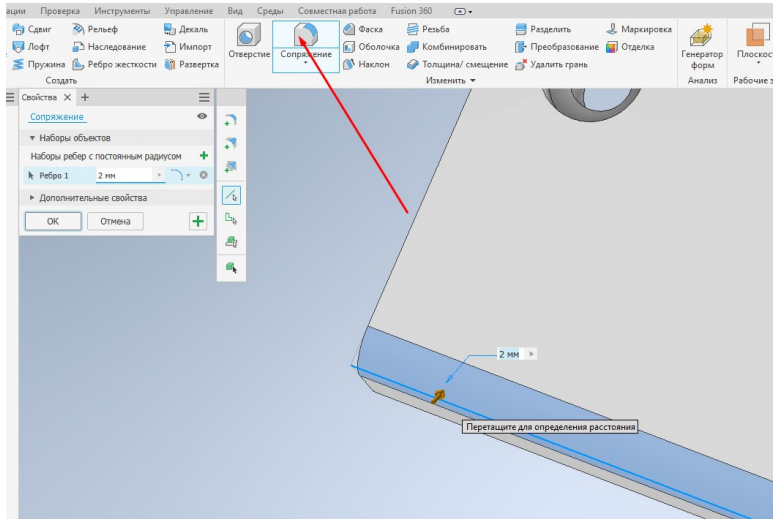 ации Проверка Инструменты Управление Вид Среды Совместная работа Fusion 360
Сдвиг Рельеф Декаль Фаска Резьба Разделить Маркировка
Лофт Наследование Импорт Отверстие Сопряжение Оболочка Комбинировать Преобразование Отделка Генератор форм Плоскос
Пружина Ребро жесткости Развертка Наклон Толщина/ смещение Удалить грань
Создать Изменить Анализ Рабочие э
Свойства × +
Сопряжение
Наборы объектов
Наборы ребер с постоянным радиусом +
Ребро 1 2 мм
Дополнительные свойства
ОК Отмена +
2 мм
Перетащите для определения расстояния